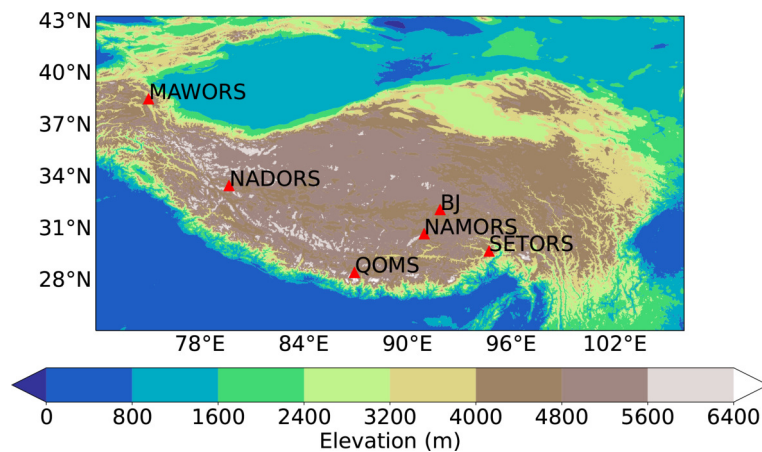 43°N
40°N
MAWORS
37°N
34°N
NADORS
BJ
31°N
NAMORS
SETORS
28°N
QOMS
78°E 84°E 90°E 96°E 102°E
0 800 1600 2400 3200 4000 4800 5600 6400
Elevation (m)